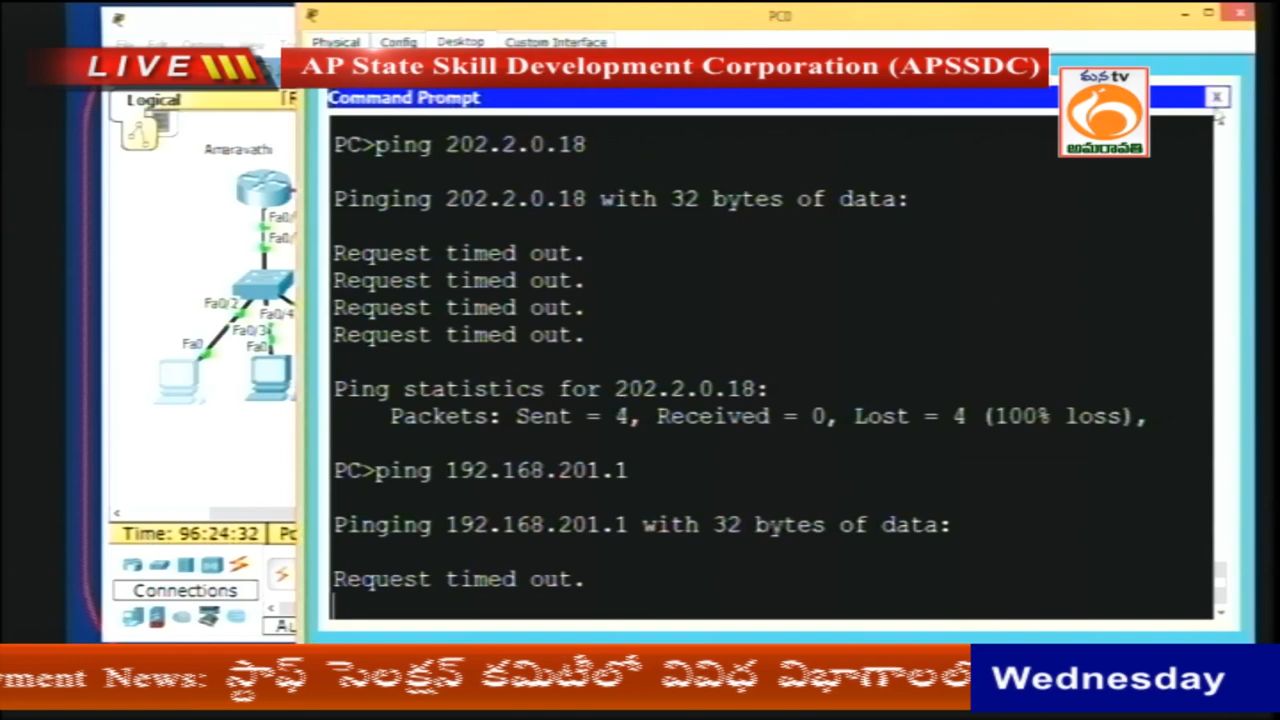 PC0
Physical Config Desktop Custom Interface
LIVE
AP State Skill Development Corporation (APSSDC)
మన tv
అమరావతి
Logical
Command Prompt
X
Amaravathi
Fa0/
Fa0/
Fa0/2
Fa0/4
Fa0/3
Fa0
Fa0
PC>ping 202.2.0.18
Pinging 202.2.0.18 with 32 bytes of data:
Request timed out.
Request timed out.
Request timed out.
Request timed out.
Ping statistics for 202.2.0.18:
Packets: Sent = 4, Received = 0, Lost = 4 (100% loss),
PC>ping 192.168.201.1
Pinging 192.168.201.1 with 32 bytes of data:
Request timed out.
Time: 96:24:32
Connections
yment News: స్టాఫ్ సెలక్షన్ కమిటీలో వివిధ విభాగాలలో
Wednesday